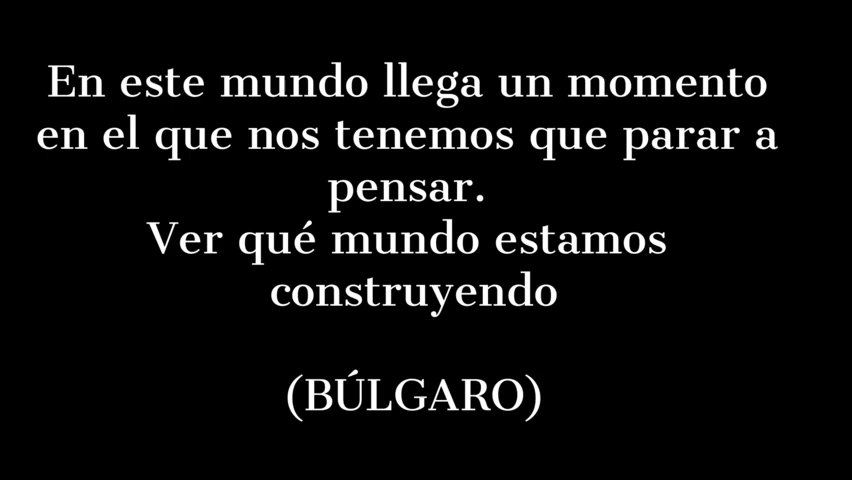 En este mundo llega un momento
en el que nos tenemos que parar a
pensar.
Ver qué mundo estamos
construyendo
(BÚLGARO)